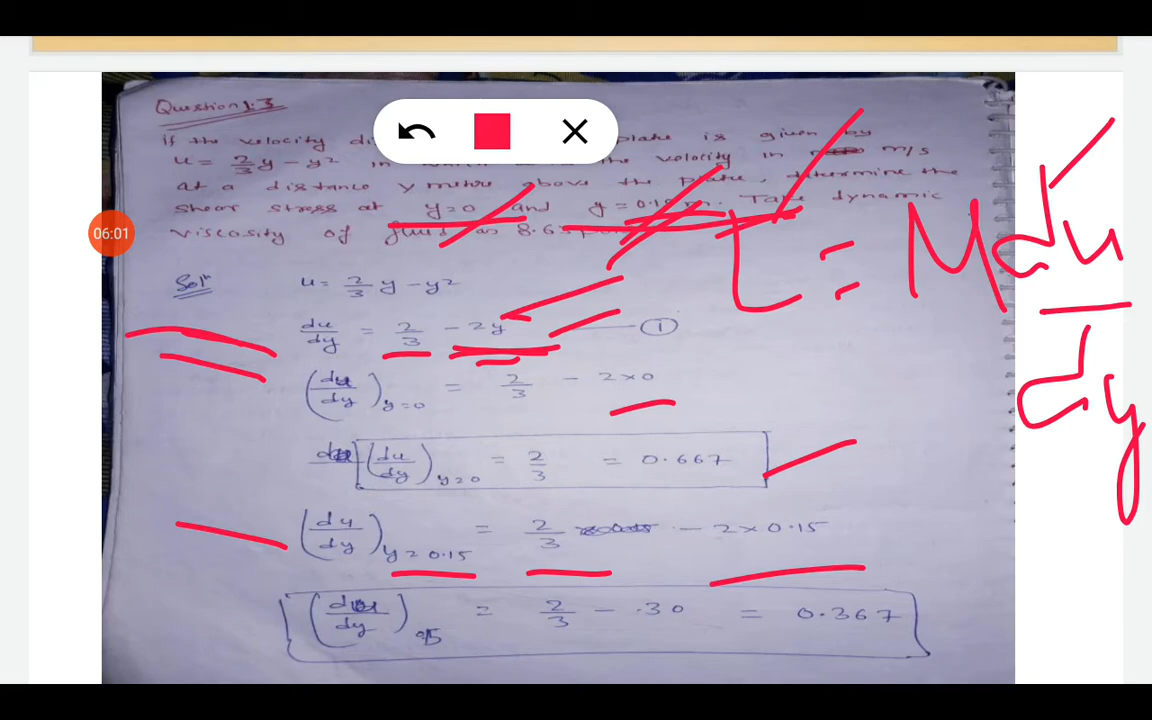 Question 1.3
if the velocity di plate is given by
u = 2/3 y - y² in the velocity in m/s
at a distance y metre above the plate, determine the
shear stress at y=0 and y = 0.15 m. Take dynamic
viscosity of fluid as 8.63
τ = μ du/dy
06:01
Solⁿ u = 2/3 y - y²
du/dy = 2/3 - 2y ①
(du/dy) y=0 = 2/3 - 2×0
(du/dy) y=0 = 2/3 = 0.667
(du/dy) y=0.15 = 2/3 - 2×0.15
(du/dy) = 2/3 - .30 = 0.367